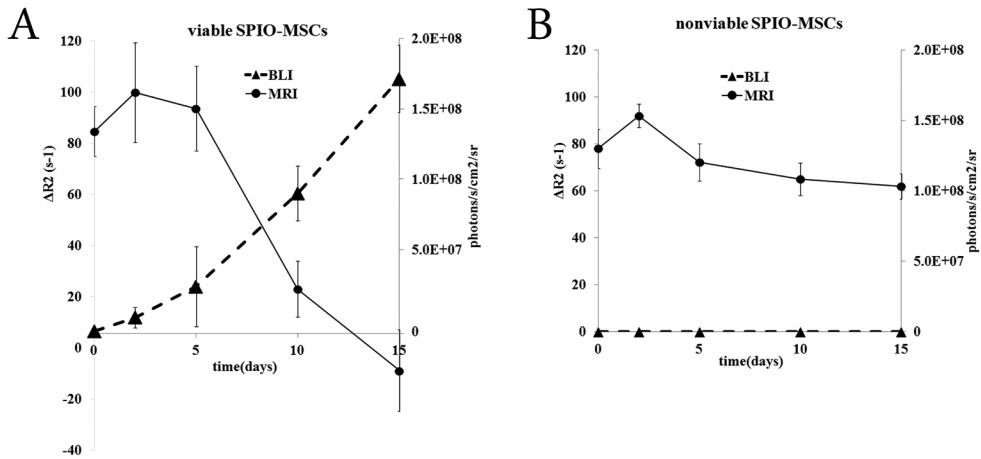 A
viable SPIO-MSCs
120
100
80
60
40
20
0
-20
-40
ΔR2 (s-1)
BLI
MRI
2.0E+08
1.5E+08
1.0E+08
5.0E+07
0
photons/s/cm2/sr
0
5
10
15
time(days)
B
nonviable SPIO-MSCs
120
100
80
60
40
20
0
ΔR2 (s-1)
BLI
MRI
2.0E+08
1.5E+08
1.0E+08
5.0E+07
0
photons/s/cm2/sr
0
5
10
15
time(days)